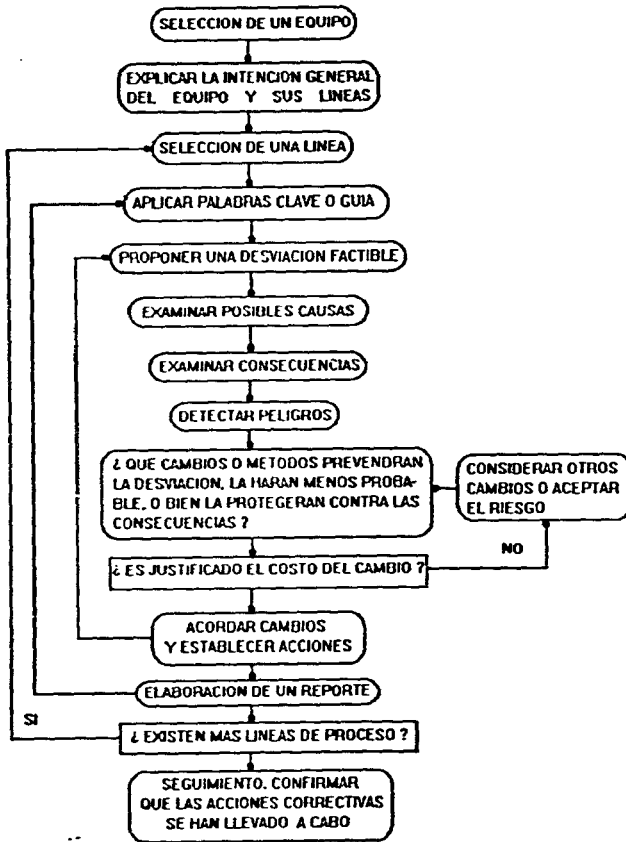 SELECCION DE UN EQUIPO
EXPLICAR LA INTENCION GENERAL
DEL EQUIPO Y SUS LINEAS
SELECCION DE UNA LINEA
APLICAR PALABRAS CLAVE O GUIA
PROPONER UNA DESVIACION FACTIBLE
EXAMINAR POSIBLES CAUSAS
EXAMINAR CONSECUENCIAS
DETECTAR PELIGROS
¿ QUE CAMBIOS O METODOS PREVENDRAN
LA DESVIACION, LA HARAN MENOS PROBA-
BLE, O BIEN LA PROTEGERAN CONTRA LAS
CONSECUENCIAS ?
CONSIDERAR OTROS
CAMBIOS O ACEPTAR
EL RIESGO
NO
¿ ES JUSTIFICADO EL COSTO DEL CAMBIO ?
ACORDAR CAMBIOS
Y ESTABLECER ACCIONES
ELABORACION DE UN REPORTE
SI
¿ EXISTEN MAS LINEAS DE PROCESO ?
SEGUIMIENTO. CONFIRMAR
QUE LAS ACCIONES CORRECTIVAS
SE HAN LLEVADO A CABO